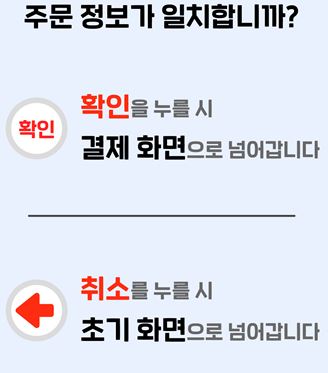 주문 정보가 일치합니까?
확인
확인을 누를 시
결제 화면으로 넘어갑니다
취소를 누를 시
초기 화면으로 넘어갑니다